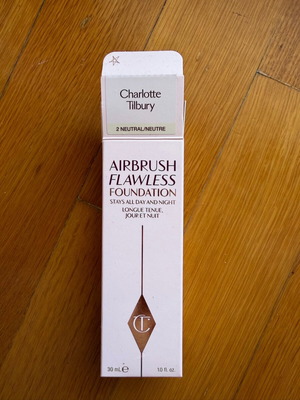 Charlotte
Tilbury
2 NEUTRAL/NEUTRE
AIRBRUSH
FLAWLESS
FOUNDATION
STAYS ALL DAY AND NIGHT
LONGUE TENUE,
JOUR ET NUIT
CT
30 mL e 1.0 fl. oz.